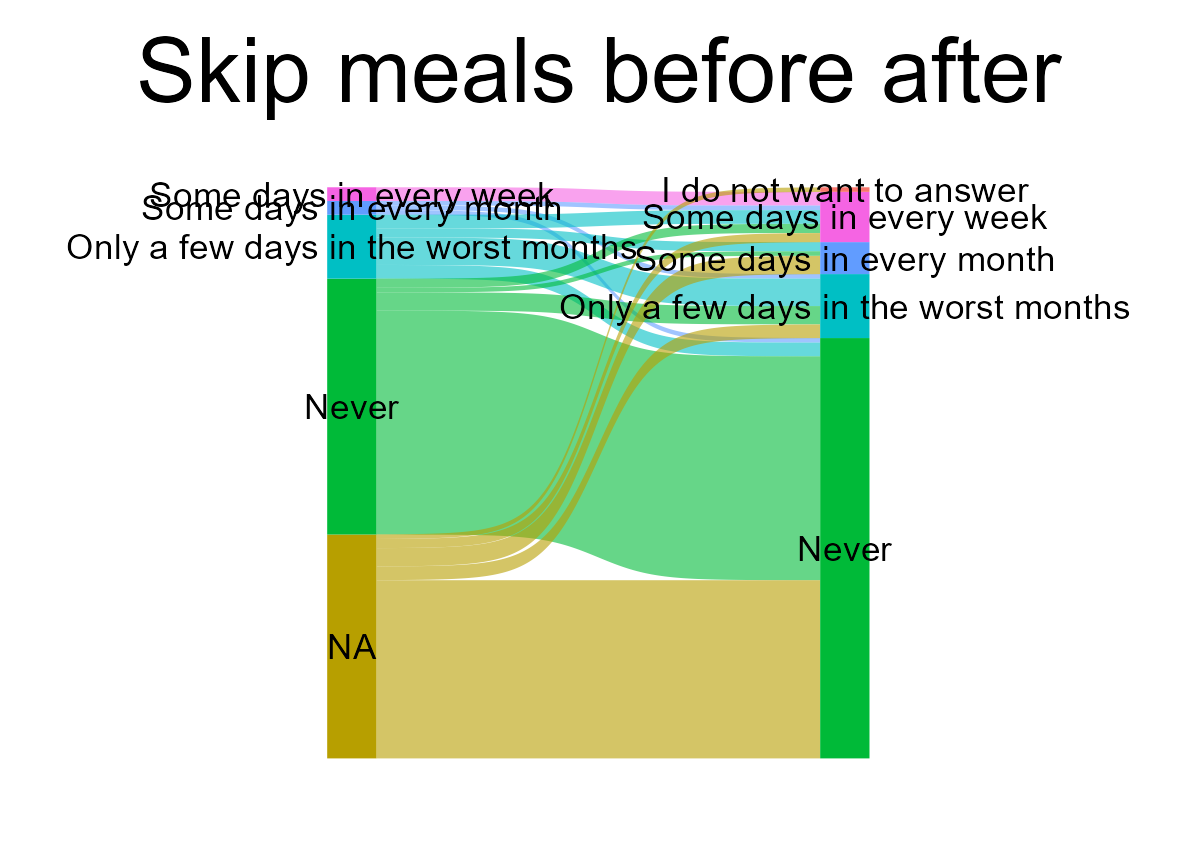 Skip meals before after
Some days in every week
Some days in every month
Only a few days in the worst months
Never
NA
I do not want to answer
Some days in every week
Some days in every month
Only a few days in the worst months
Never